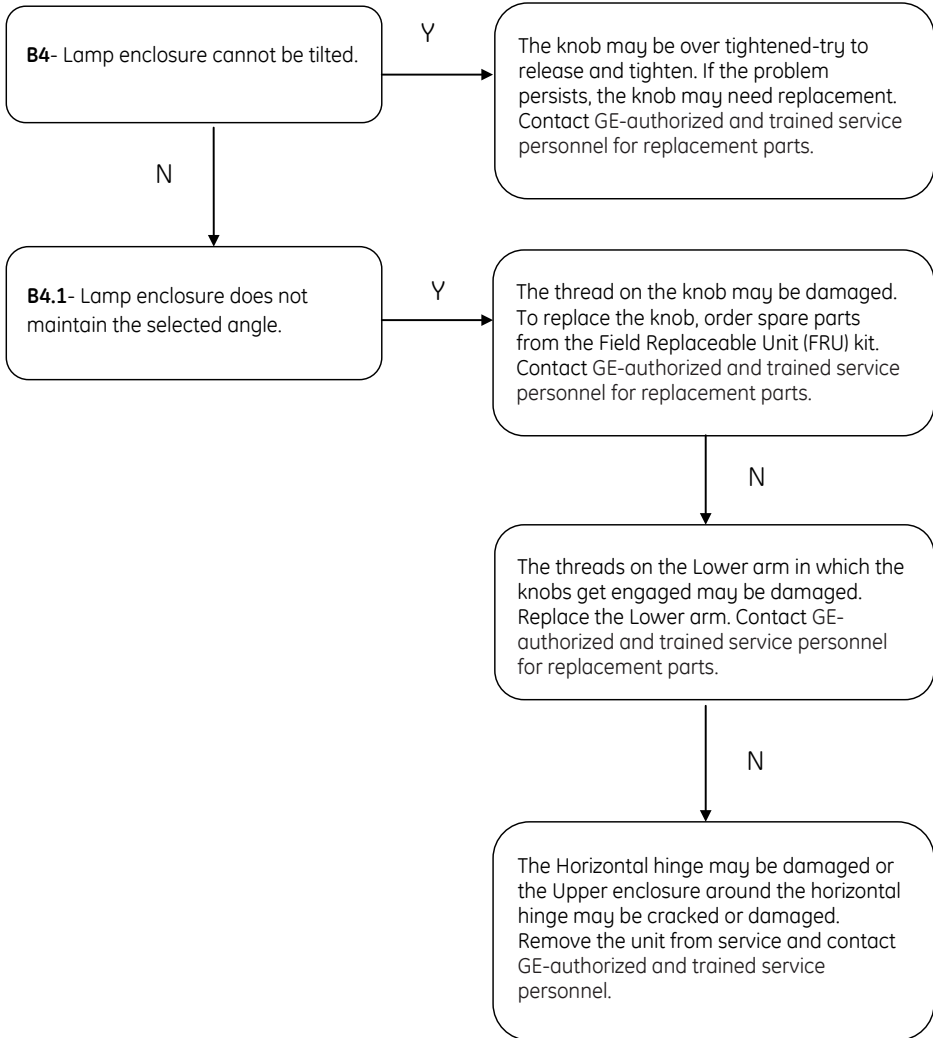 B4- Lamp enclosure cannot be tilted.
Y
The knob may be over tightened-try to
release and tighten. If the problem
persists, the knob may need replacement.
Contact GE-authorized and trained service
personnel for replacement parts.
N
B4.1- Lamp enclosure does not
maintain the selected angle.
Y
The thread on the knob may be damaged.
To replace the knob, order spare parts
from the Field Replaceable Unit (FRU) kit.
Contact GE-authorized and trained service
personnel for replacement parts.
N
The threads on the Lower arm in which the
knobs get engaged may be damaged.
Replace the Lower arm. Contact GE-
authorized and trained service personnel
for replacement parts.
N
The Horizontal hinge may be damaged or
the Upper enclosure around the horizontal
hinge may be cracked or damaged.
Remove the unit from service and contact
GE-authorized and trained service
personnel.